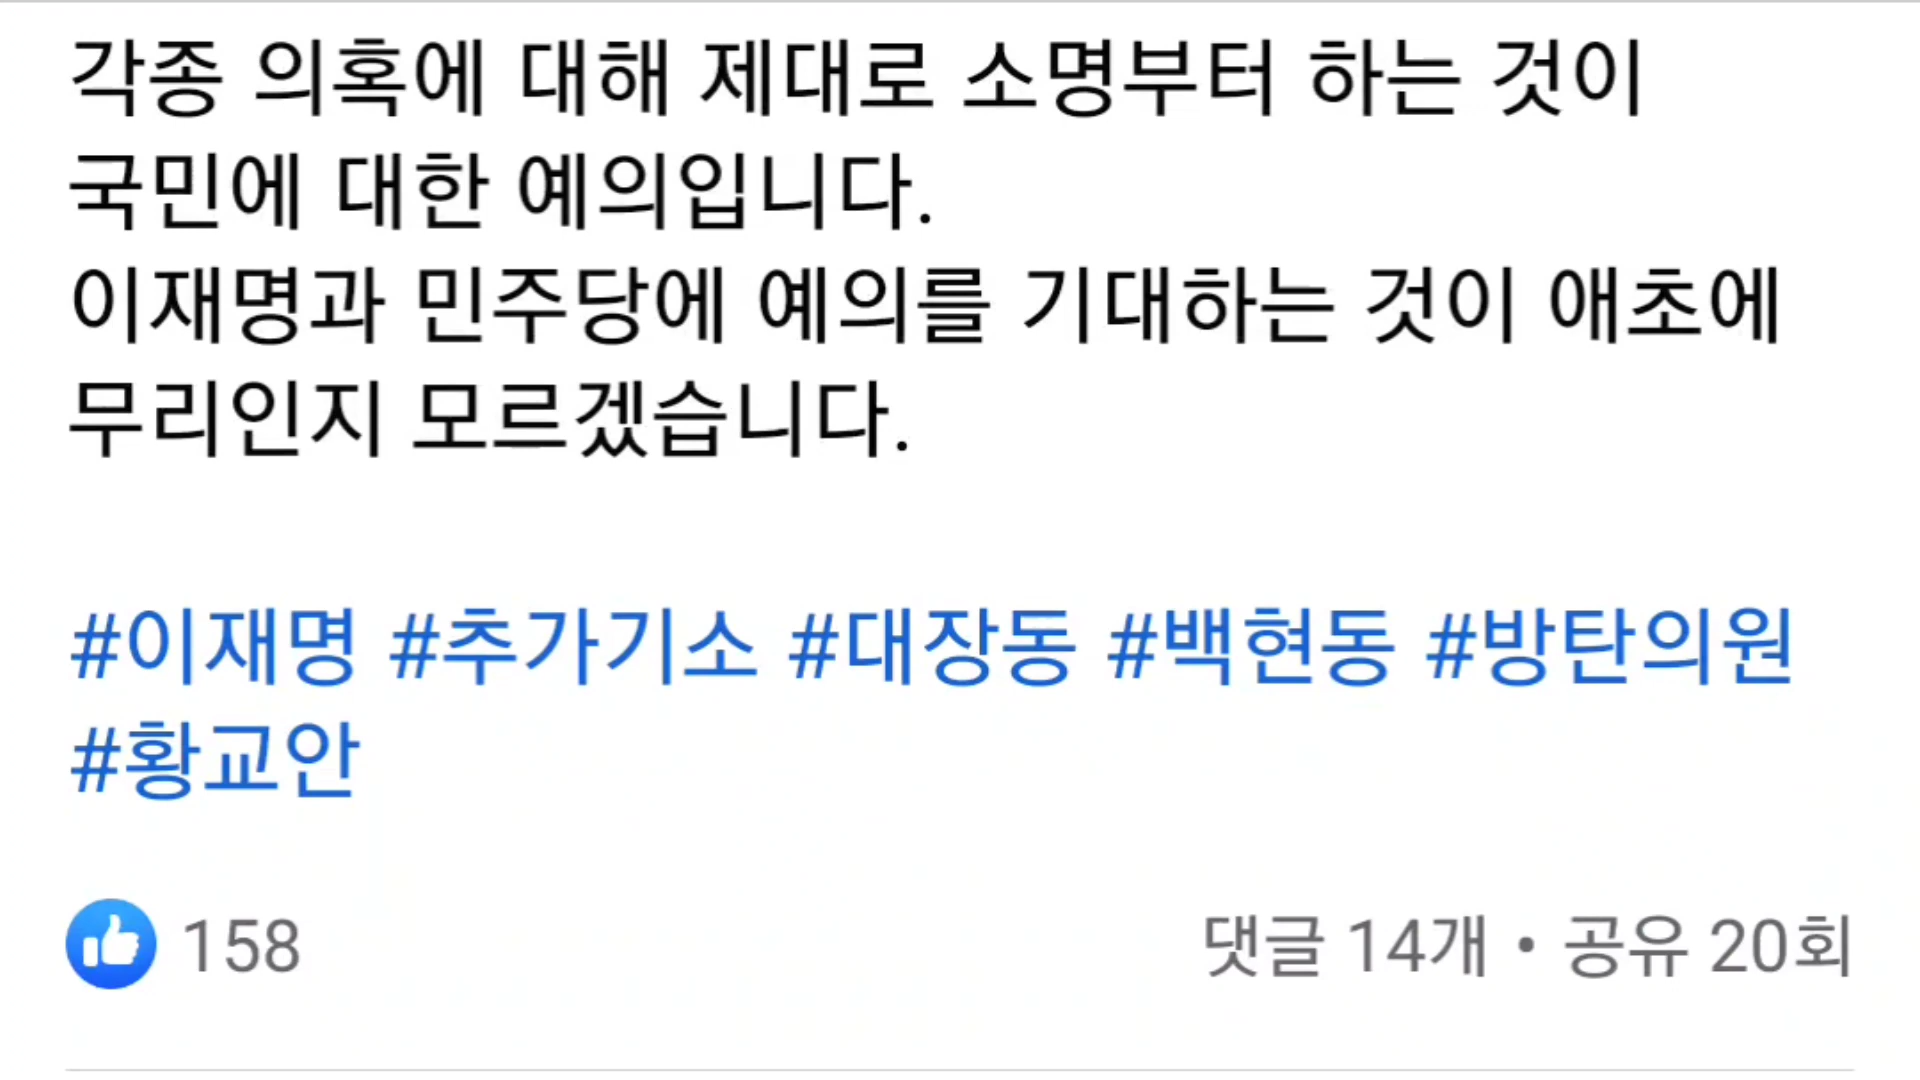 각종 의혹에 대해 제대로 소명부터 하는 것이
국민에 대한 예의입니다.
이재명과 민주당에 예의를 기대하는 것이 애초에
무리인지 모르겠습니다.
#이재명 #추가기소 #대장동 #백현동 #방탄의원
#황교안
158
댓글 14개 • 공유 20회